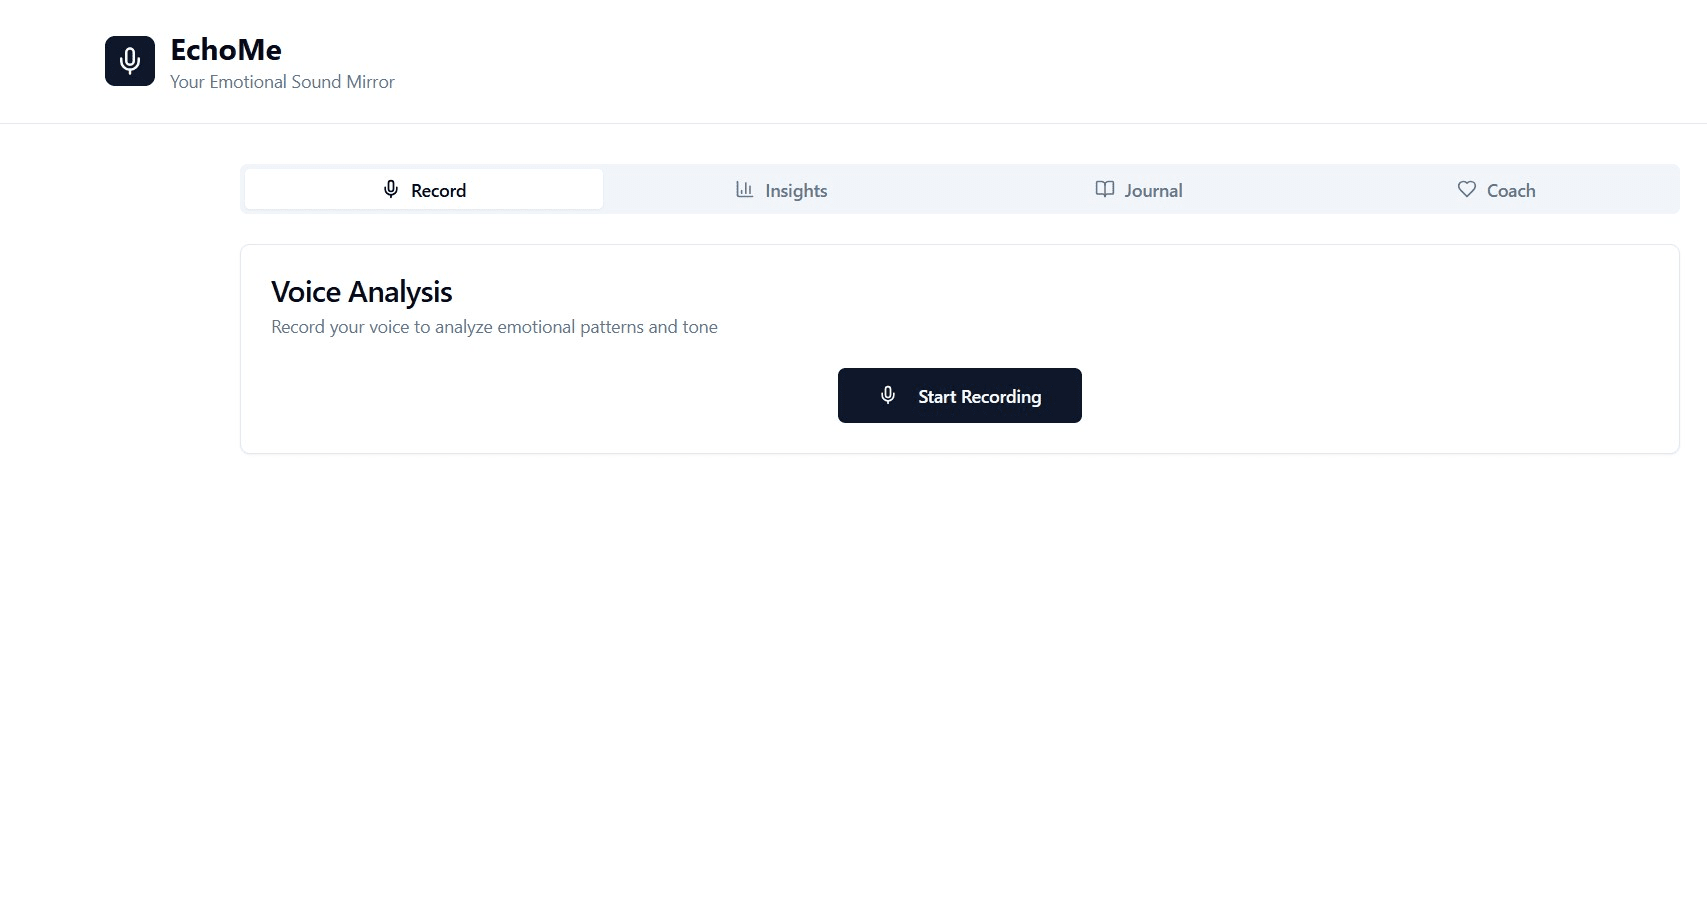 EchoMe
Your Emotional Sound Mirror
Record
Insights
Journal
Coach
Voice Analysis
Record your voice to analyze emotional patterns and tone
Start Recording